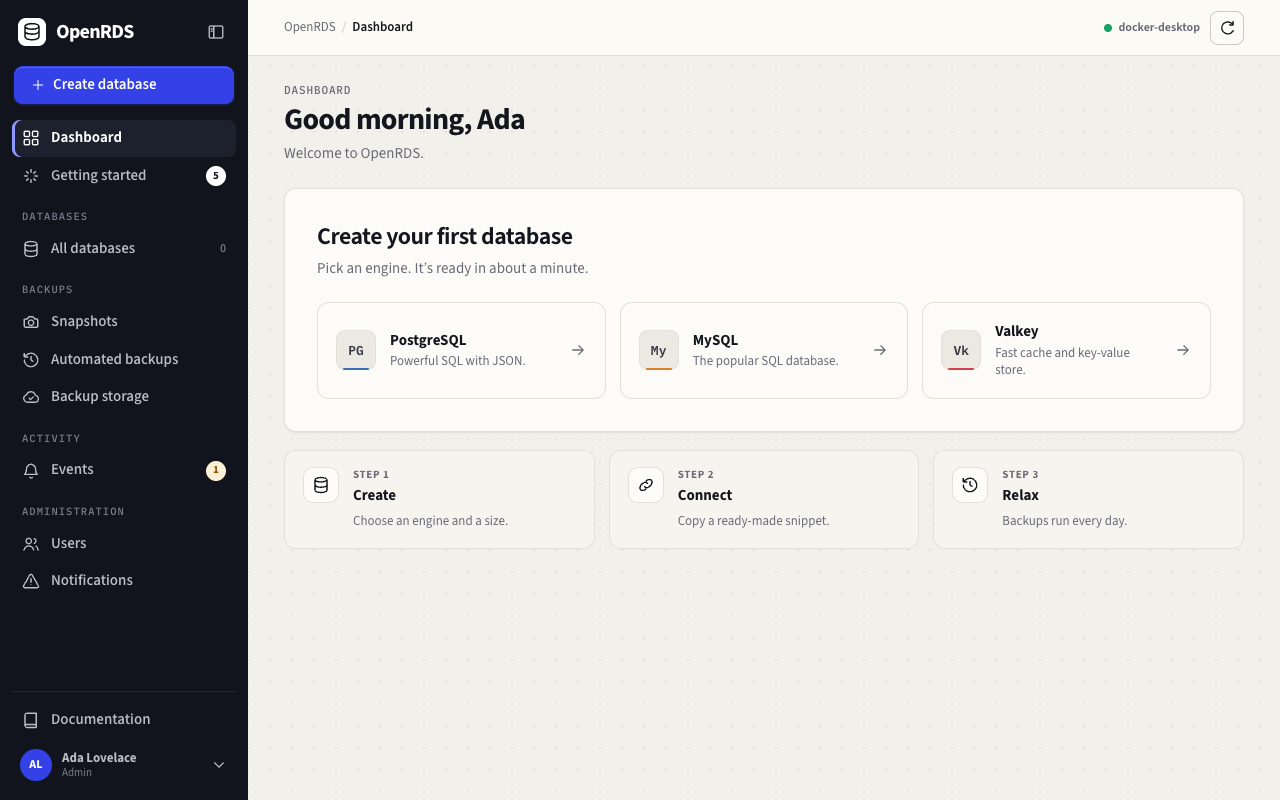 OpenRDS
Create database
Dashboard
Getting started 5
DATABASES
All databases 0
BACKUPS
Snapshots
Automated backups
Backup storage
ACTIVITY
Events 1
ADMINISTRATION
Users
Notifications
Documentation
AL Ada Lovelace
Admin
OpenRDS / Dashboard
docker-desktop
DASHBOARD
Good morning, Ada
Welcome to OpenRDS.
Create your first database
Pick an engine. It’s ready in about a minute.
PG
PostgreSQL
Powerful SQL with JSON.
My
MySQL
The popular SQL database.
Vk
Valkey
Fast cache and key-value
store.
STEP 1
Create
Choose an engine and a size.
STEP 2
Connect
Copy a ready-made snippet.
STEP 3
Relax
Backups run every day.